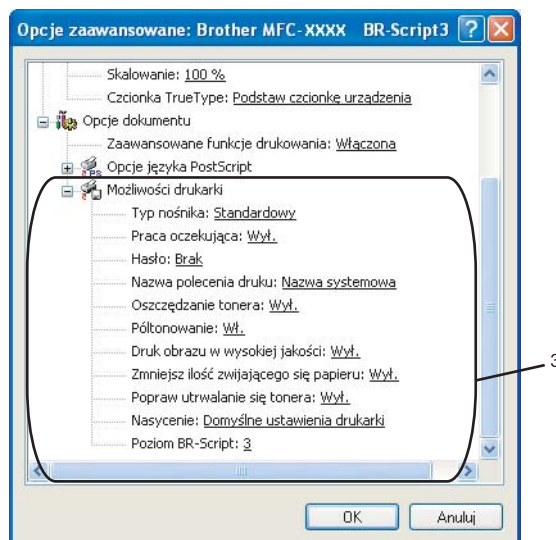 Opcje zaawansowane: Brother MFC-XXXX BR-Script3
Skalowanie: 100 %
Czcionka TrueType: Podstaw czcionkę urządzenia
Opcje dokumentu
Zaawansowane funkcje drukowania: Włączona
Opcje języka PostScript
Możliwości drukarki
Typ nośnika: Standardowy
Praca oczekująca: Wył.
Hasło: Brak
Nazwa polecenia druku: Nazwa systemowa
Oszczędzanie tonera: Wył.
Półtonowanie: Wł.
Druk obrazu w wysokiej jakości: Wył.
Zmniejsz ilość zwijającego się papieru: Wył.
Popraw utrwalanie się tonera: Wył.
Nasycenie: Domyślne ustawienia drukarki
Poziom BR-Script: 3
3
OK Anuluj